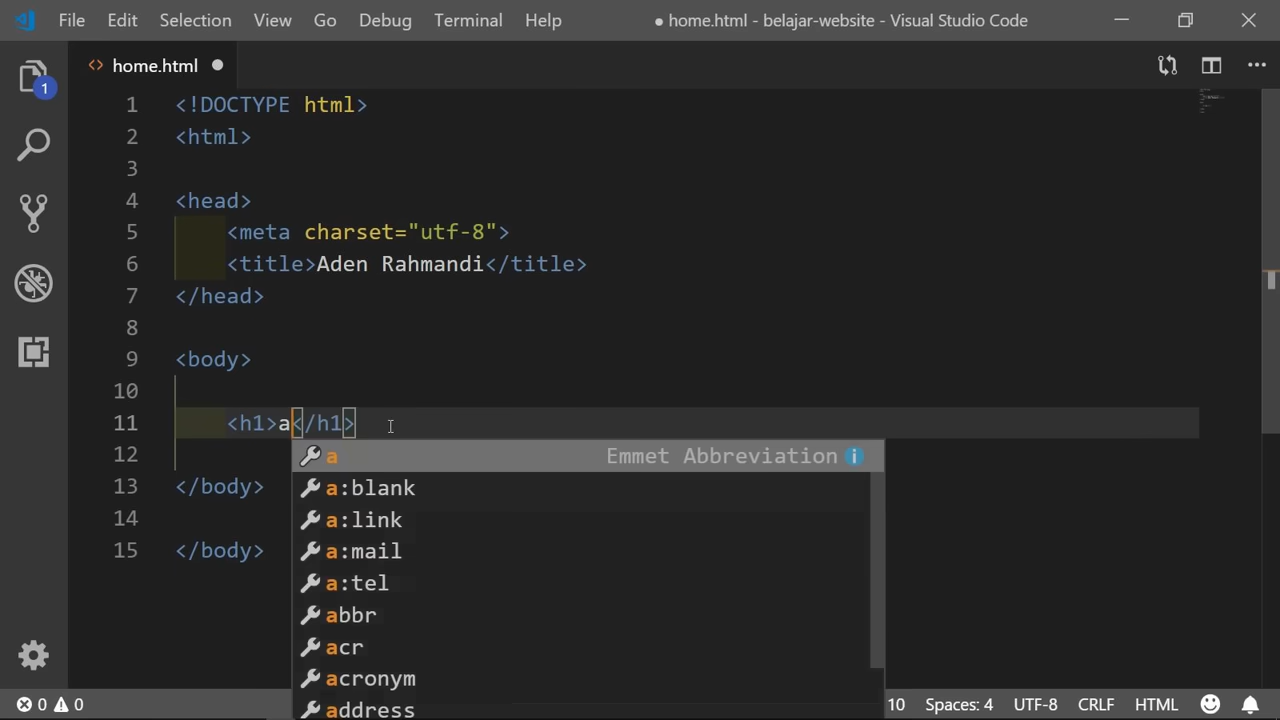 File Edit Selection View Go Debug Terminal Help ● home.html - belajar-website - Visual Studio Code
<> home.html ●
1
1 <!DOCTYPE html>
2 <html>
3
4 <head>
5 <meta charset="utf-8">
6 <title>Aden Rahmandi</title>
7 </head>
8
9 <body>
10
11 <h1>a</h1>
12
13 </body>
14
15 </body>
a Emmet Abbreviation i
a:blank
a:link
a:mail
a:tel
abbr
acr
acronym
address
0 0 10 Spaces: 4 UTF-8 CRLF HTML